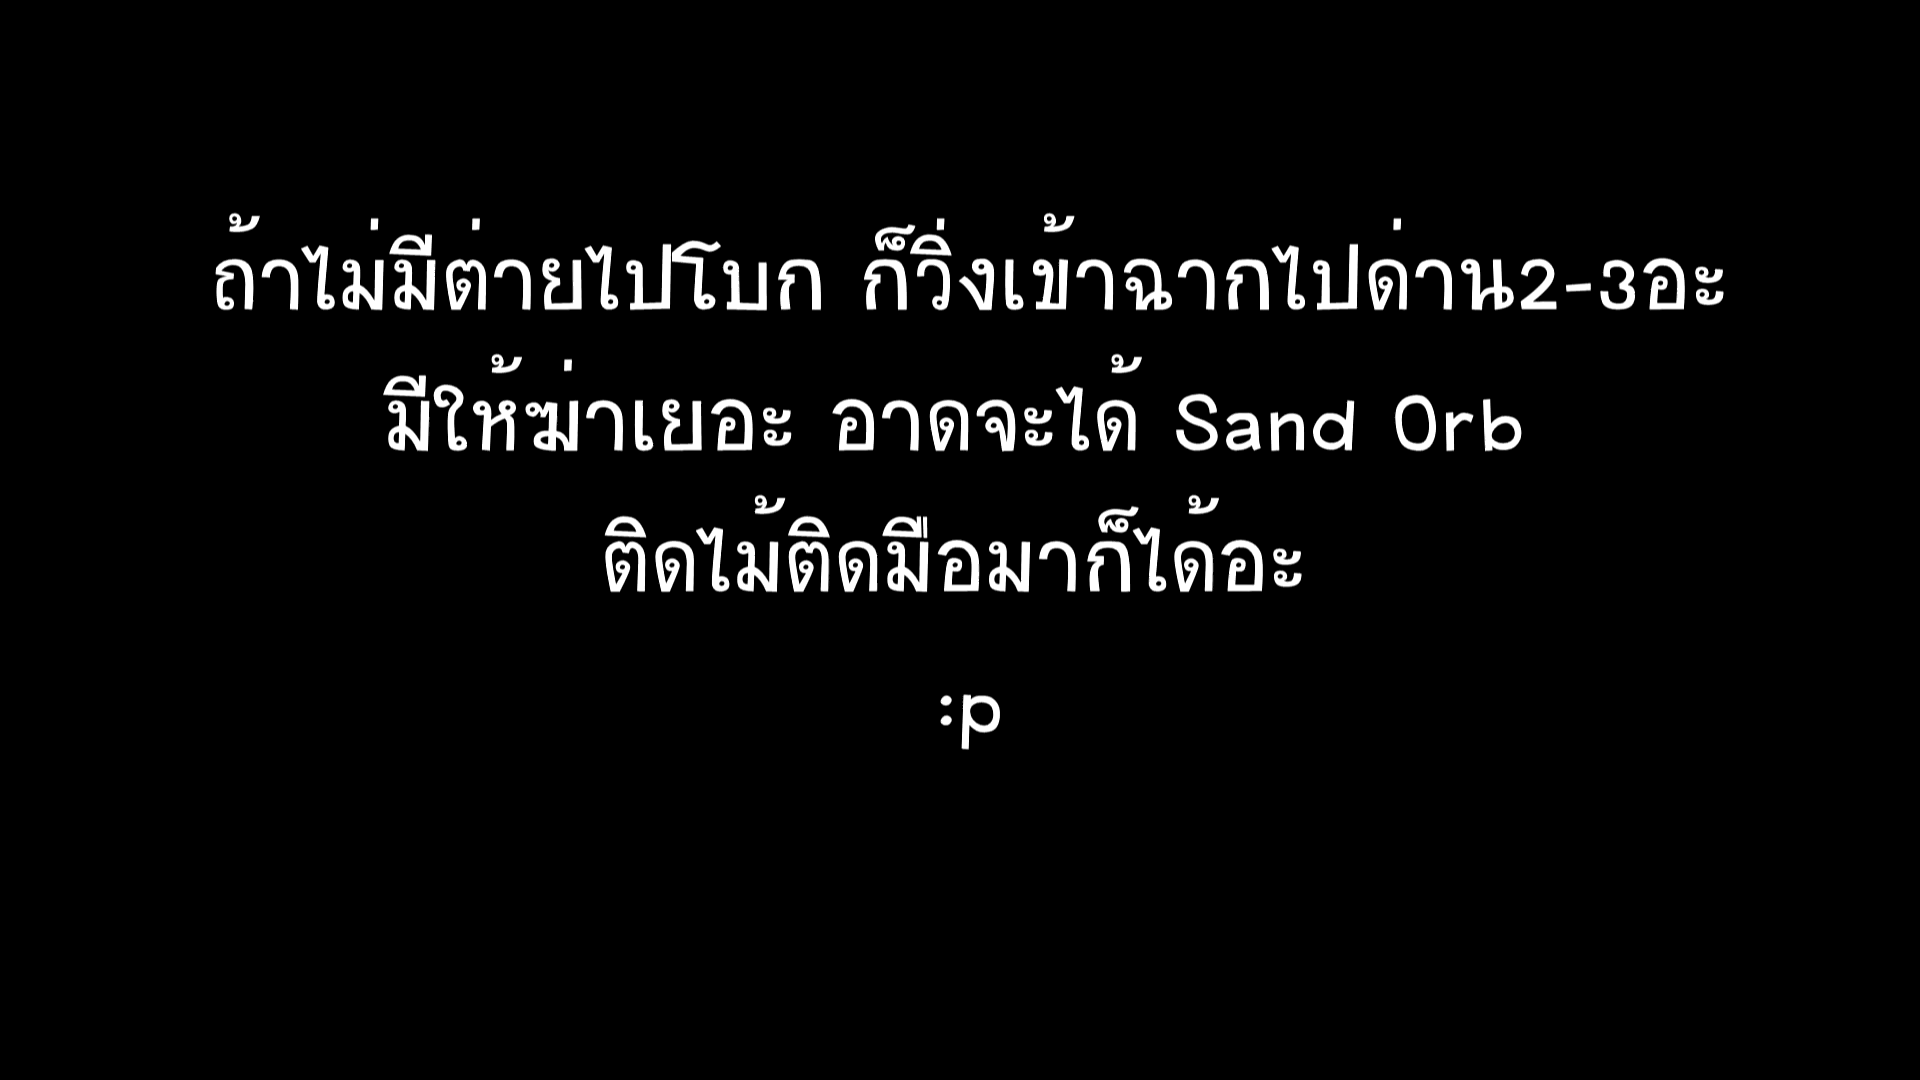 ถ้าไม่มีต่ายไปโบก ก็วิ่งเข้าฉากไปด่าน2-3อะ
มีให้ฆ่าเยอะ อาดจะได้ Sand Orb
ติดไม้ติดมือมาก็ได้อะ
:p